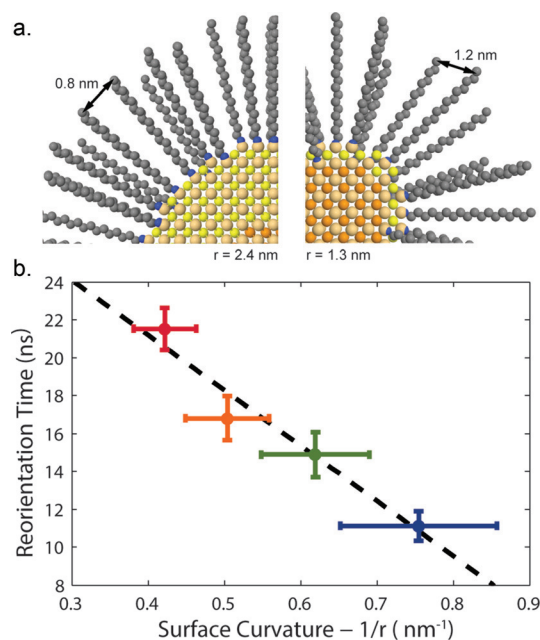 a.
0.8 nm
1.2 nm
r = 2.4 nm
r = 1.3 nm
b.
24
22
20
18
16
14
12
10
8
Reorientation Time (ns)
0.3 0.4 0.5 0.6 0.7 0.8 0.9
Surface Curvature – 1/r ( nm⁻¹)